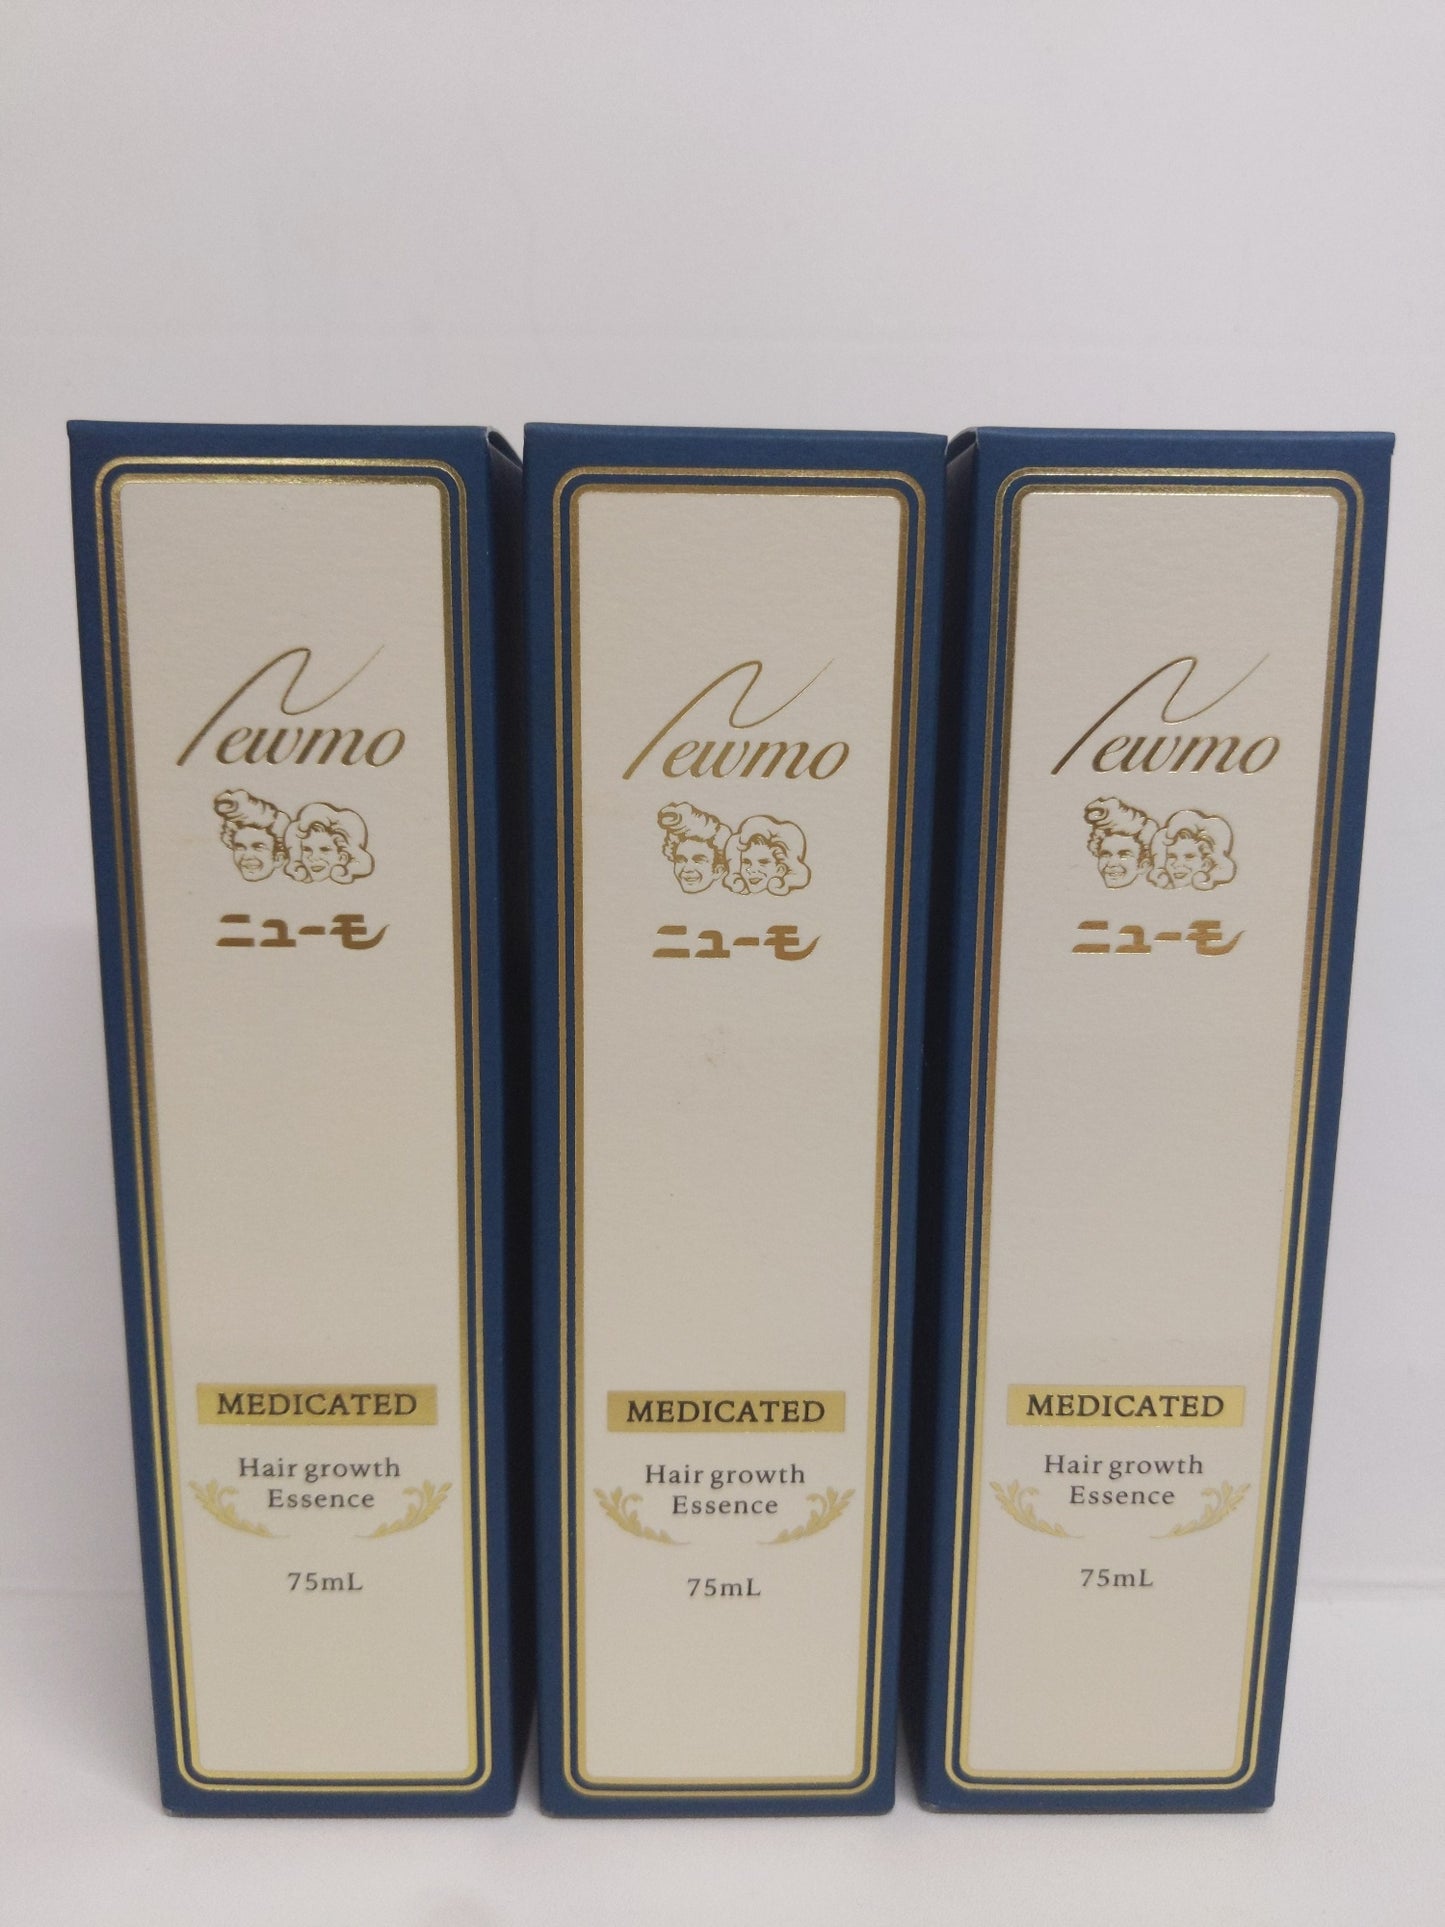 Newmo
ニューモ
MEDICATED
Hair growth
Essence
75mL
Newmo
ニューモ
MEDICATED
Hair growth
Essence
75mL
Newmo
ニューモ
MEDICATED
Hair growth
Essence
75mL